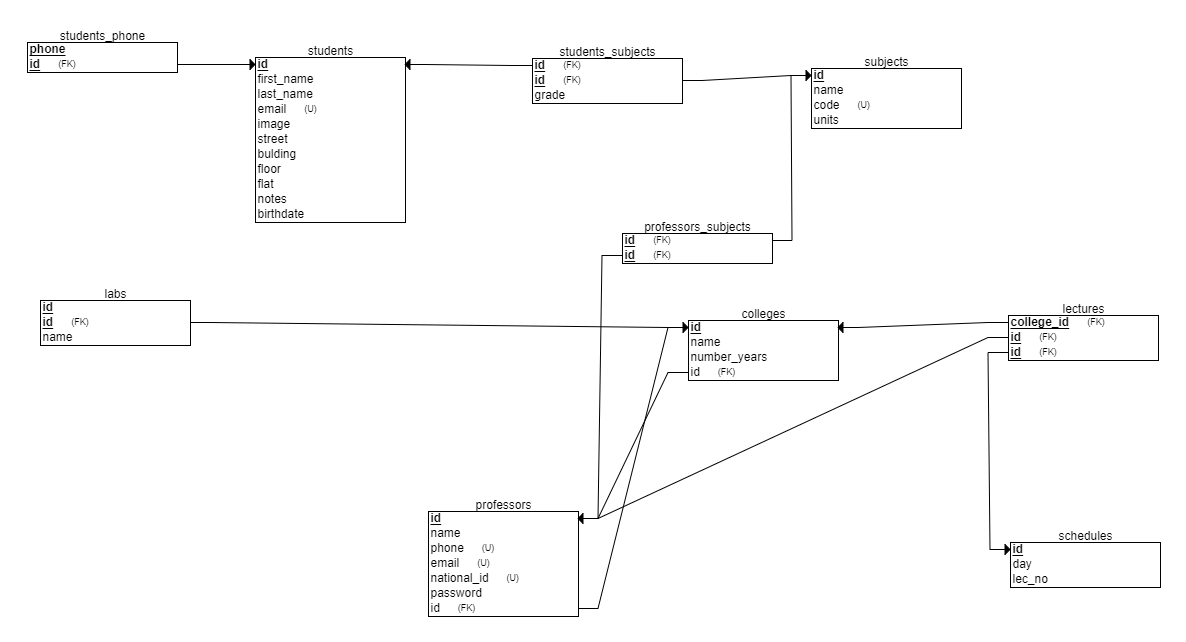 students_phone
phone
id (FK)
students
id
first_name
last_name
email (U)
image
street
bulding
floor
flat
notes
birthdate
students_subjects
id (FK)
id (FK)
grade
subjects
id
name
code (U)
units
professors_subjects
id (FK)
id (FK)
labs
id
id (FK)
name
colleges
id
name
number_years
id (FK)
lectures
college_id (FK)
id (FK)
id (FK)
professors
id
name
phone (U)
email (U)
national_id (U)
password
id (FK)
schedules
id
day
lec_no